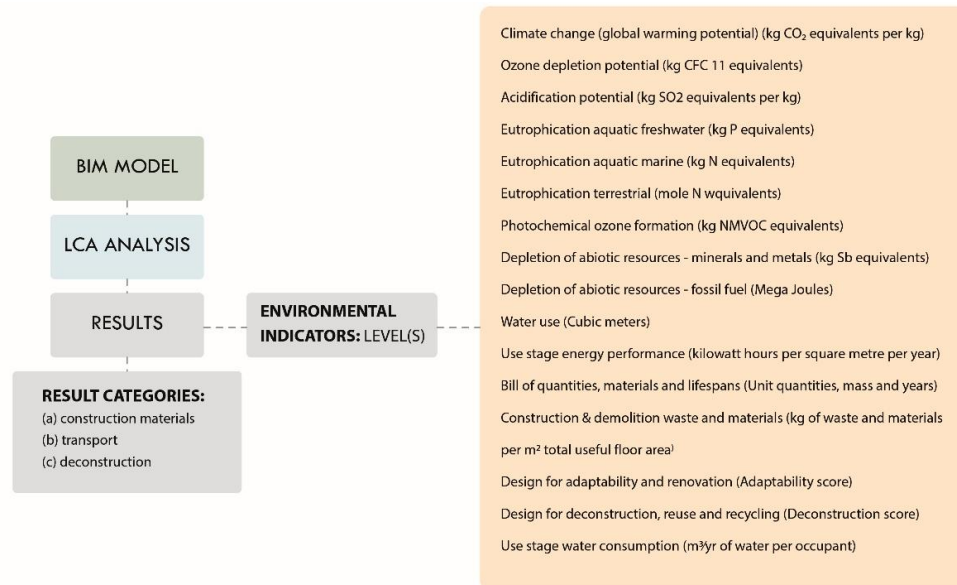 BIM MODEL
LCA ANALYSIS
RESULTS
RESULT CATEGORIES:
(a) construction materials
(b) transport
(c) deconstruction
ENVIRONMENTAL
INDICATORS: LEVEL(S)
Climate change (global warming potential) (kg CO₂ equivalents per kg)
Ozone depletion potential (kg CFC 11 equivalents)
Acidification potential (kg SO2 equivalents per kg)
Eutrophication aquatic freshwater (kg P equivalents)
Eutrophication aquatic marine (kg N equivalents)
Eutrophication terrestrial (mole N wquivalents)
Photochemical ozone formation (kg NMVOC equivalents)
Depletion of abiotic resources - minerals and metals (kg Sb equivalents)
Depletion of abiotic resources - fossil fuel (Mega Joules)
Water use (Cubic meters)
Use stage energy performance (kilowatt hours per square metre per year)
Bill of quantities, materials and lifespans (Unit quantities, mass and years)
Construction & demolition waste and materials (kg of waste and materials
per m² total useful floor area⁾
Design for adaptability and renovation (Adaptability score)
Design for deconstruction, reuse and recycling (Deconstruction score)
Use stage water consumption (m³⁄yr of water per occupant)